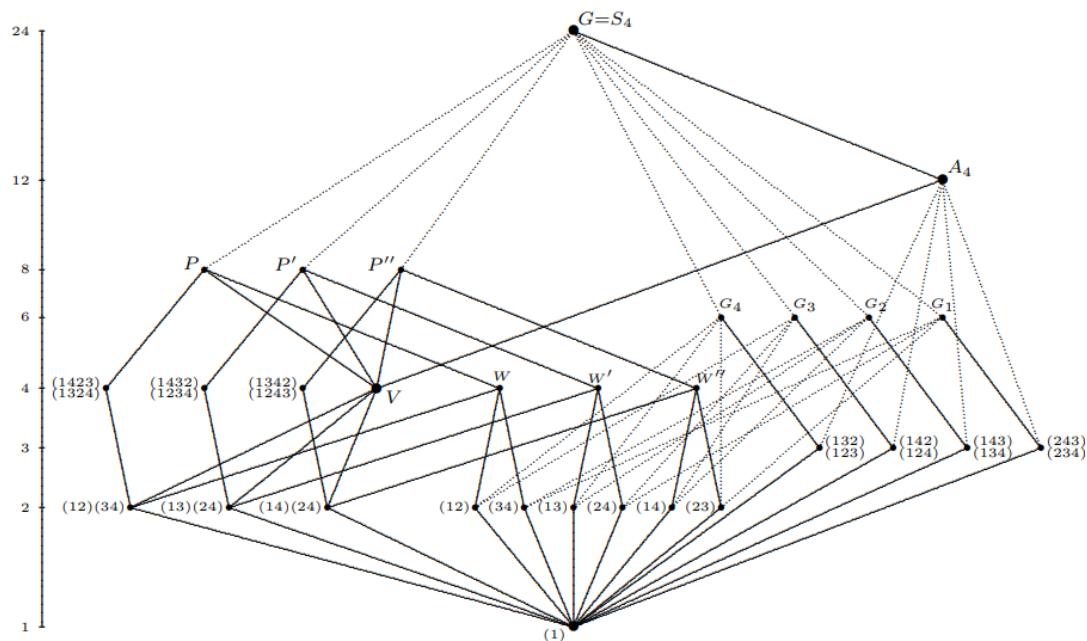 24 G=S₄
12 A₄
8 P P′ P′′
6 G₄ G₃ G₂ G₁
4 (1423) (1432) (1342) V W W′ W′′
(1324) (1234) (1243)
3 (132) (142) (143) (243)
(123) (124) (134) (234)
2 (12)(34) (13)(24) (14)(24) (12) (34) (13) (24) (14) (23)
1 (1)